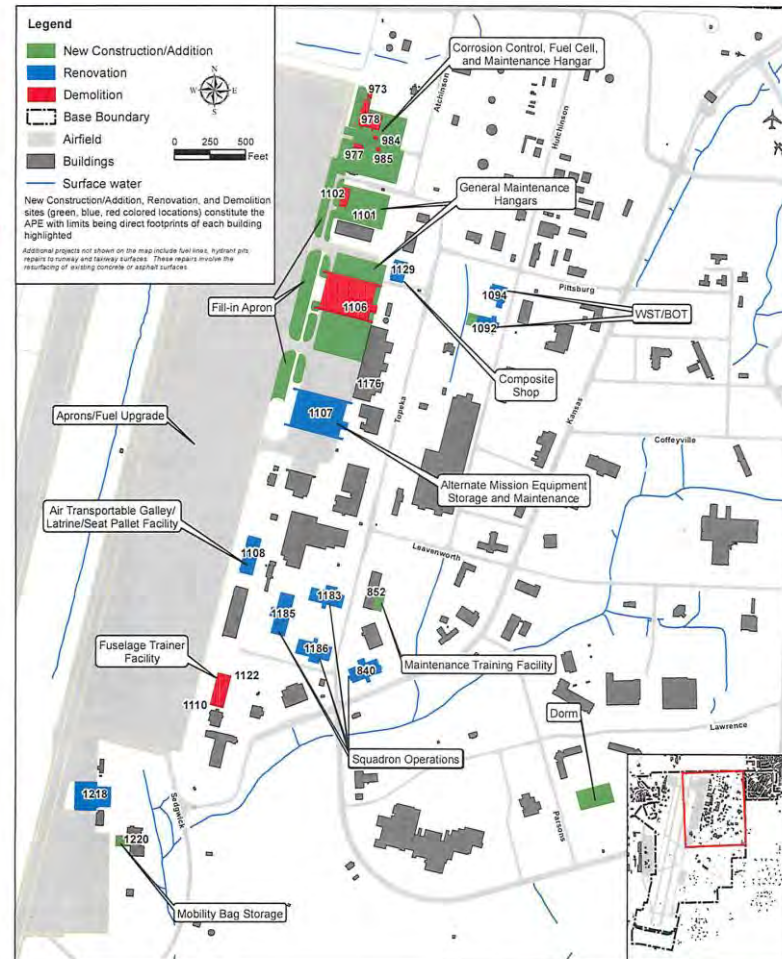 Legend
New Construction/Addition
Renovation
Demolition
Base Boundary
Airfield
Buildings
Surface water
N
W E
S
0 250 500
Feet
New Construction/Addition, Renovation, and Demolition
sites (green, blue, red colored locations) constitute the
APE with limits being direct footprints of each building
highlighted
Additional projects not shown on the map include fuel lines, hydrant pits,
repairs to runway and taxiway surfaces. These repairs involve the
resurfacing of existing concrete or asphalt surfaces.
Corrosion Control, Fuel Cell,
and Maintenance Hangar
Atchinson
Hutchinson
973
978
984
977
985
1102
1101
General Maintenance
Hangars
1129
Pittsburg
1094
1092
WST/BOT
Fill-in Apron
1106
Composite
Shop
1176
Topeka
Kansas
1107
Aprons/Fuel Upgrade
Coffeyville
Alternate Mission Equipment
Storage and Maintenance
Air Transportable Galley/
Latrine/Seat Pallet Facility
Leavenworth
1108
1183
852
1185
1186
840
Maintenance Training Facility
Fuselage Trainer
Facility
1122
1110
Dorm
Lawrence
Squadron Operations
Sedgwick
1218
Parsons
1220
Mobility Bag Storage